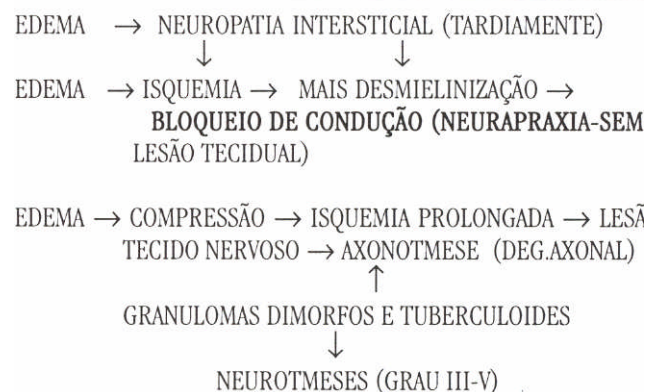 EDEMA → NEUROPATIA INTERSTICIAL (TARDIAMENTE)
↓ ↓
EDEMA → ISQUEMIA → MAIS DESMIELINIZAÇÃO →
BLOQUEIO DE CONDUÇÃO (NEURAPRAXIA-SEM
LESÃO TECIDUAL)
EDEMA → COMPRESSÃO → ISQUEMIA PROLONGADA → LESÃ
TECIDO NERVOSO → AXONOTMESE (DEG.AXONAL)
↑
GRANULOMAS DIMORFOS E TUBERCULOIDES
↓
NEUROTMESES (GRAU III-V)